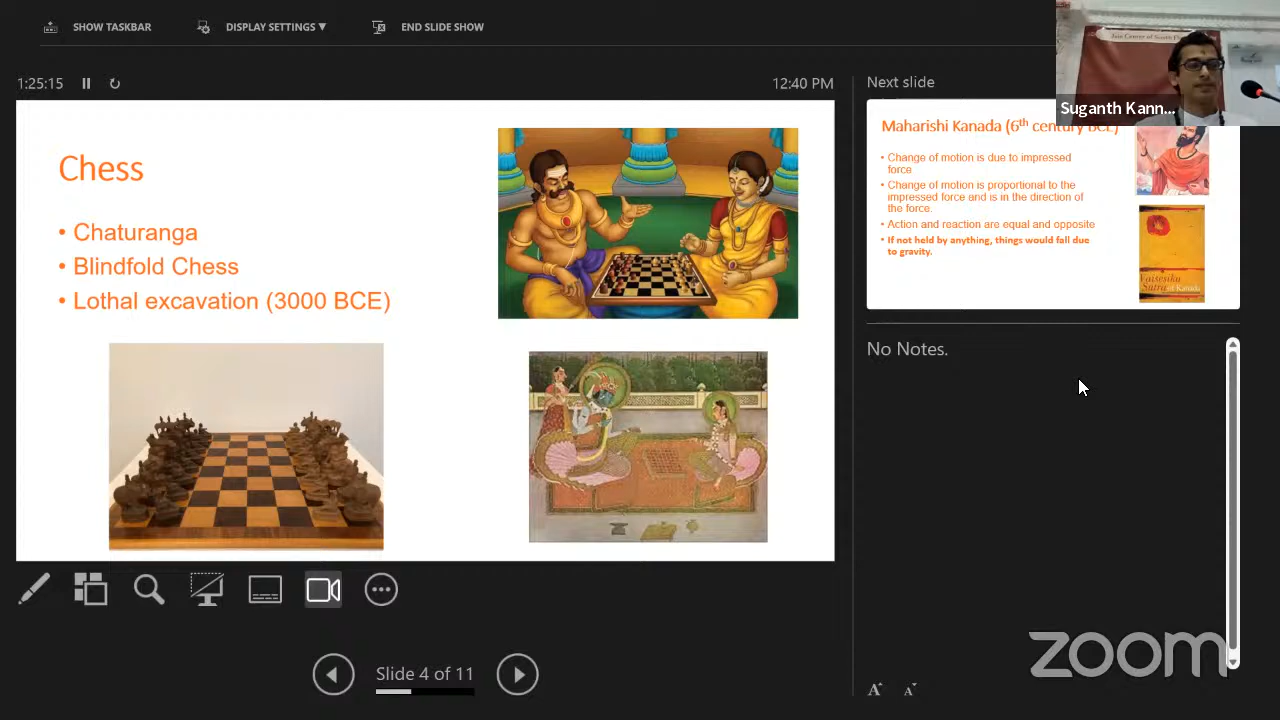 SHOW TASKBAR
DISPLAY SETTINGS ▼
END SLIDE SHOW
1:25:15
12:40 PM
Chess
• Chaturanga
• Blindfold Chess
• Lothal excavation (3000 BCE)
Slide 4 of 11
Next slide
Maharishi Kanada (6th century BCE)
• Change of motion is due to impressed
force
• Change of motion is proportional to the
impressed force and is in the direction of
the force.
• Action and reaction are equal and opposite
• If not held by anything, things would fall due
to gravity.
Vaisesika
Sutra of Kanada
No Notes.
A A
Suganth Kann...
zoom